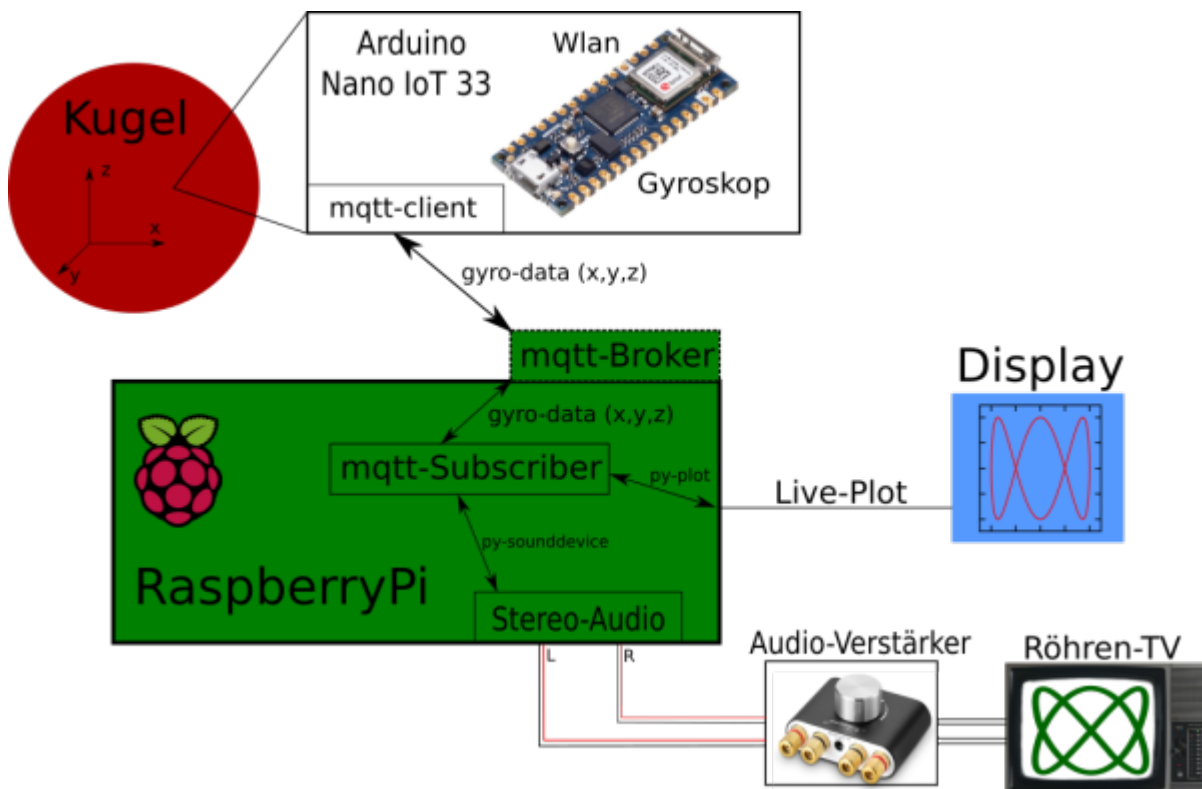 Arduino
Nano IoT 33
Wlan
Gyroskop
mqtt-client
Kugel
z
x
y
gyro-data (x,y,z)
mqtt-Broker
gyro-data (x,y,z)
mqtt-Subscriber
py-plot
py-sounddevice
RaspberryPi
Stereo-Audio
L
R
Live-Plot
Display
Audio-Verstärker
Röhren-TV